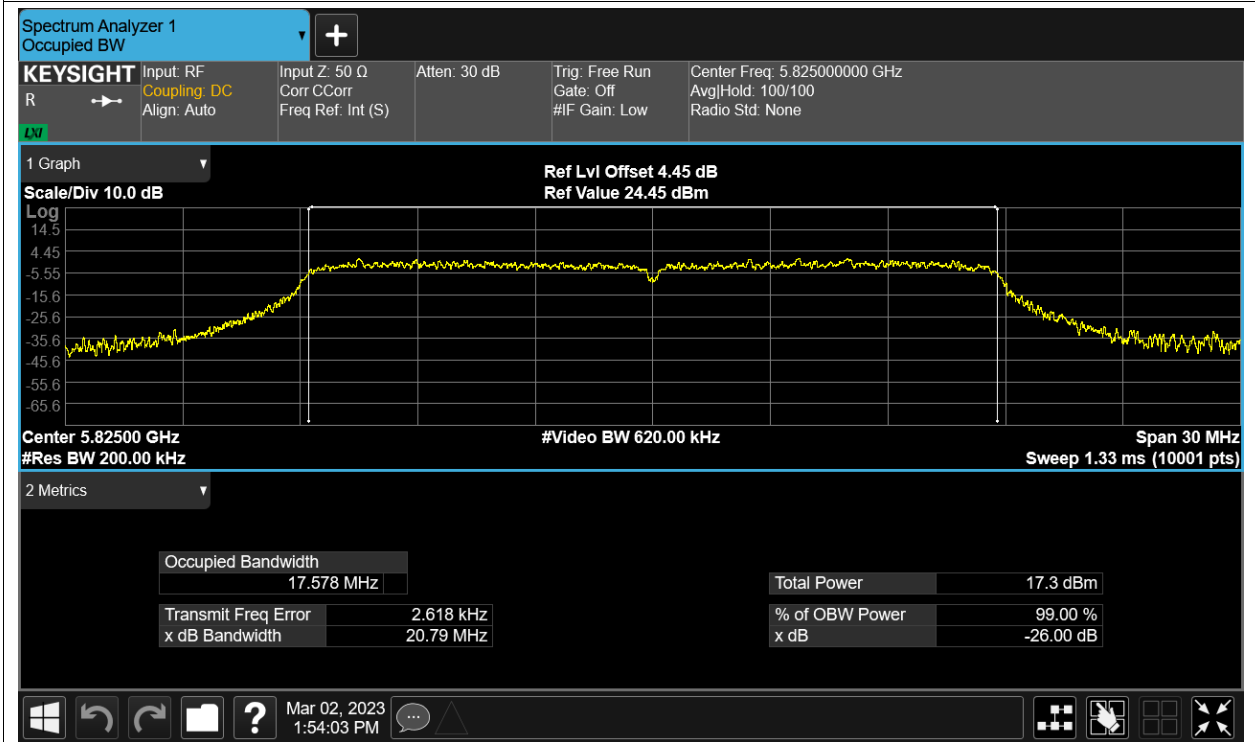 Spectrum Analyzer 1
Occupied BW
KEYSIGHT
R
LXI
Input: RF
Coupling: DC
Align: Auto
Input Z: 50 Ω
Corr CCorr
Freq Ref: Int (S)
Atten: 30 dB
Trig: Free Run
Gate: Off
#IF Gain: Low
Center Freq: 5.825000000 GHz
Avg|Hold: 100/100
Radio Std: None
1 Graph
Scale/Div 10.0 dB
Ref Lvl Offset 4.45 dB
Ref Value 24.45 dBm
Log
14.5
4.45
-5.55
-15.6
-25.6
-35.6
-45.6
-55.6
-65.6
Center 5.82500 GHz
#Video BW 620.00 kHz
Span 30 MHz
#Res BW 200.00 kHz
Sweep 1.33 ms (10001 pts)
2 Metrics
Occupied Bandwidth
17.578 MHz
Total Power 17.3 dBm
Transmit Freq Error 2.618 kHz
% of OBW Power 99.00 %
x dB Bandwidth 20.79 MHz
x dB -26.00 dB
?
Mar 02, 2023
1:54:03 PM